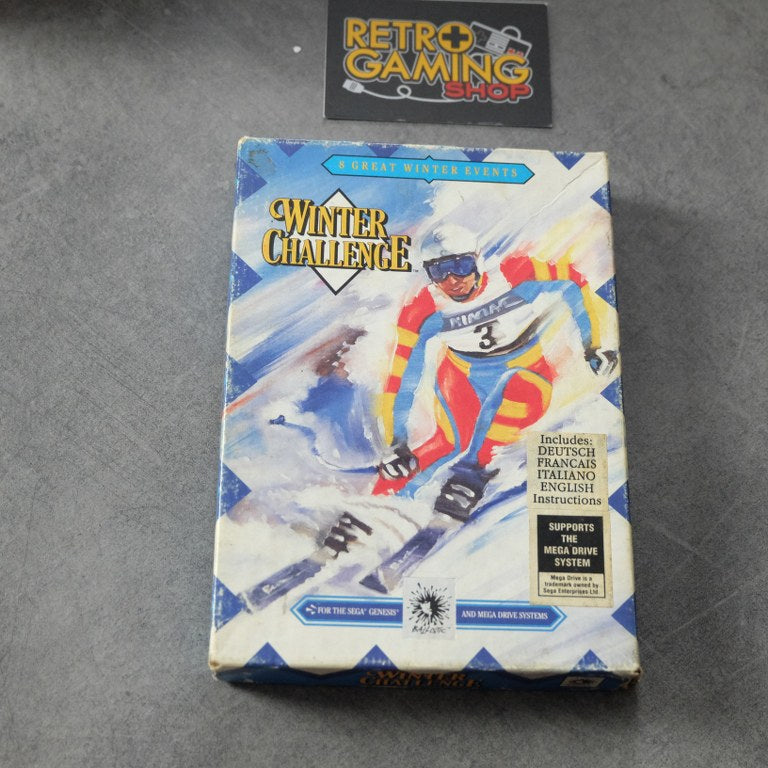 RETRO
GAMING
SHOP
8 GREAT WINTER EVENTS
WINTER
CHALLENGE™
3
Includes:
DEUTSCH
FRANCAIS
ITALIANO
ENGLISH
Instructions
SUPPORTS
THE
MEGA DRIVE
SYSTEM
Mega Drive is a
trademark owned by
Sega Enterprises Ltd
FOR THE SEGA® GENESIS® AND MEGA DRIVE SYSTEMS
BALLISTIC
WINTER
CHALLENGE